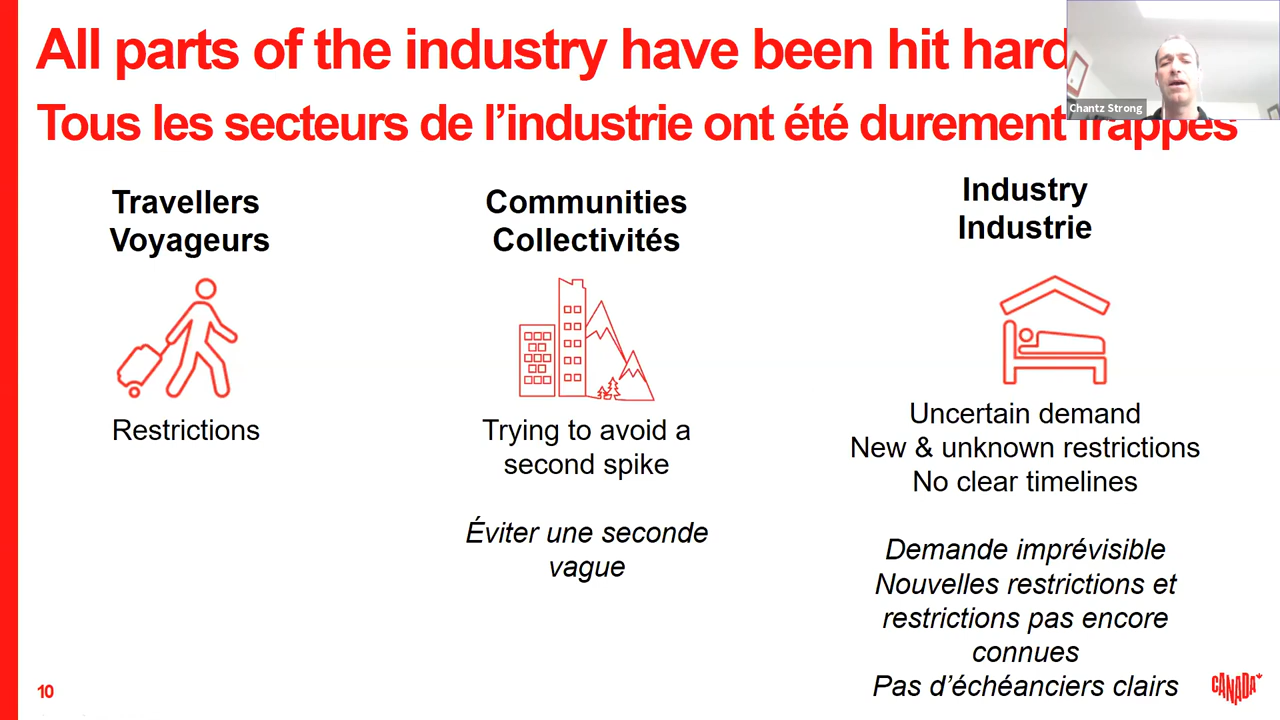 All parts of the industry have been hit hard
Tous les secteurs de l’industrie ont été durement frappés
Chantz Strong
Travellers
Voyageurs
Restrictions
Communities
Collectivités
Trying to avoid a
second spike
Éviter une seconde
vague
Industry
Industrie
Uncertain demand
New & unknown restrictions
No clear timelines
Demande imprévisible
Nouvelles restrictions et
restrictions pas encore
connues
Pas d’échéanciers clairs
10
CANADA